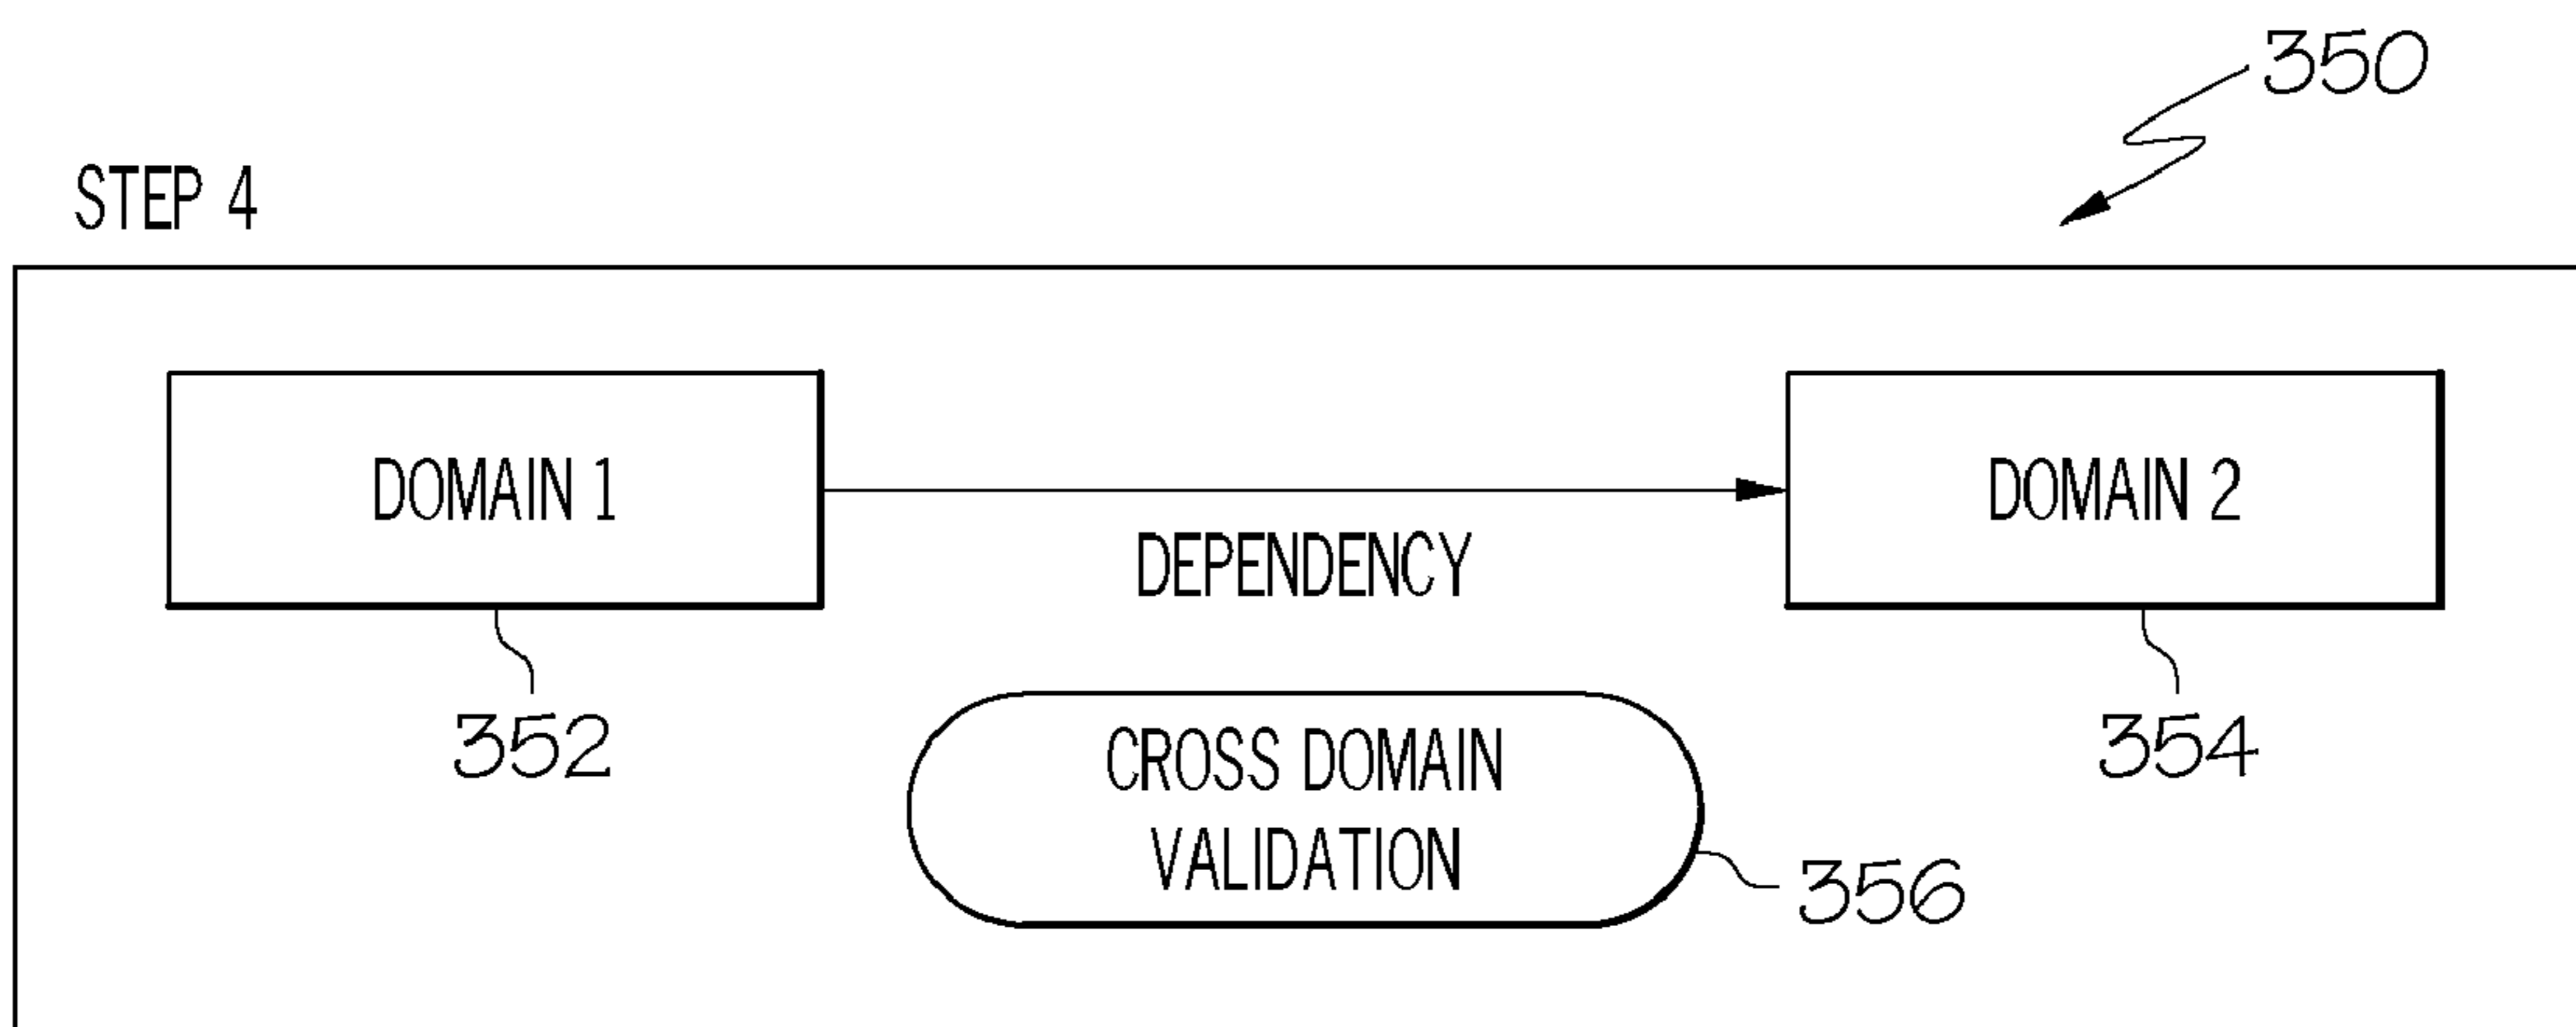 350
STEP 4
DOMAIN 1
DOMAIN 2
DEPENDENCY
352
354
CROSS DOMAIN
VALIDATION
356